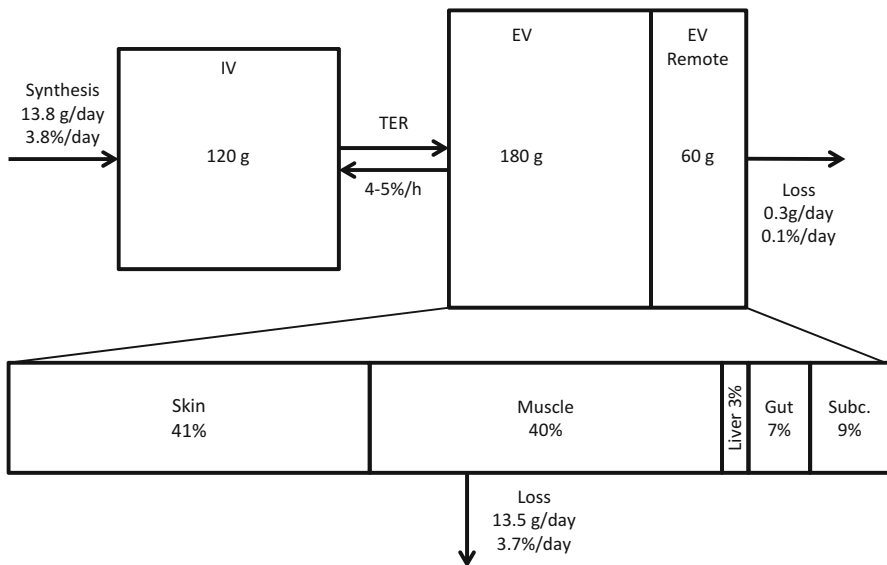 IV
120 g
Synthesis
13.8 g/day
3.8%/day
TER
4-5%/h
EV
180 g
EV
Remote
60 g
Loss
0.3g/day
0.1%/day
Skin
41%
Muscle
40%
Liver 3%
Gut
7%
Subc.
9%
Loss
13.5 g/day
3.7%/day